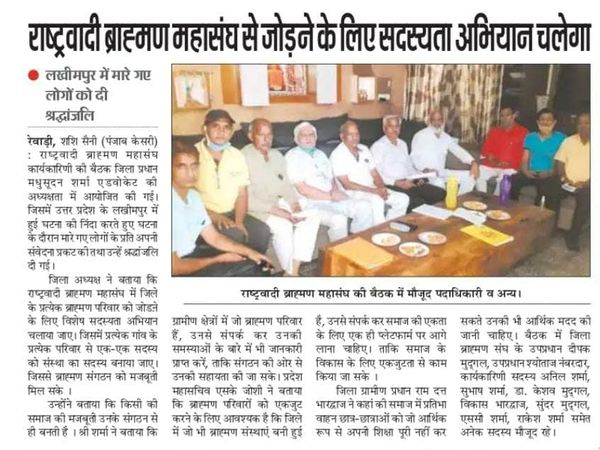 राष्ट्रवादी ब्राह्मण महासंघ से जोड़ने के लिए सदस्यता अभियान चलेगा
● लखीमपुर में मारे गए
लोगों को दी
श्रद्धांजलि
रेवाड़ी, शशि सैनी (पंजाब केसरी)
: राष्ट्रवादी ब्राह्मण महासंघ
कार्यकारिणी की बैठक जिला प्रधान
मधुसूदन शर्मा एडवोकेट की
अध्यक्षता में आयोजित की गई।
जिसमें उत्तर प्रदेश के लखीमपुर में
हुई घटना की निंदा करते हुए घटना
के दौरान मारे गए लोगों के प्रति अपनी
संवेदना प्रकट की तथा उन्हें श्रद्धांजलि
दी गई।
जिला अध्यक्ष ने बताया कि
राष्ट्रवादी ब्राह्मण महासंघ में जिले
के प्रत्येक ब्राह्मण परिवार को जोडऩे
के लिए विशेष सदस्यता अभियान
चलाया जाए। जिसमें प्रत्येक गांव के
प्रत्येक परिवार से एक-एक सदस्य
को संस्था का सदस्य बनाया जाए।
जिससे ब्राह्मण संगठन को मजबूती
मिल सके ।
उन्होंने बताया कि किसी की
समाज की मजबूती उनके संगठन से
ही बनती है । श्री शर्मा ने बताया कि
राष्ट्रवादी ब्राह्मण महासंघ की बैठक में मौजूद पदाधिकारी व अन्य।
ग्रामीण क्षेत्रों में जो ब्राह्मण परिवार
हैं, उनसे संपर्क कर उनकी
समस्याओं के बारे में भी जानकारी
प्राप्त करें, ताकि संगठन की ओर से
उनकी सहायता की जा सके। प्रदेश
महासचिव एसके जोशी ने बताया
कि ब्राह्मण परिवारों को एकजुट
करने के लिए आवश्यक है कि जिले
में जो भी ब्राह्मण संस्थाएं बनी हुई
है, उनसे संपर्क कर समाज की एकता
के लिए एक ही प्लेटफार्म पर आगे
लाना चाहिए। ताकि समाज के
विकास के लिए एकजुटता से काम
किया जा सके ।
जिला ग्रामीण प्रधान राम दत्त
भारद्वाज ने कहां की समाज में प्रतिभा
वाहन छात्र-छात्राओं को जो आर्थिक
रूप से अपनी शिक्षा पूरी नहीं कर
सकते उनकी भी आर्थिक मदद की
जानी चाहिए। बैठक में जिला
ब्राह्मण संघ के उपप्रधान दीपक
मुद्गल, उपप्रधान श्योताज नंबरदार,
कार्यकारिणी सदस्य अनिल शर्मा,
सुभाष शर्मा, डा. केशव मुद्गल,
विकास भारद्वाज, सुंदर मुद्गल,
एससी शर्मा, राकेश शर्मा समेत
अनेक सदस्य मौजूद रहे।